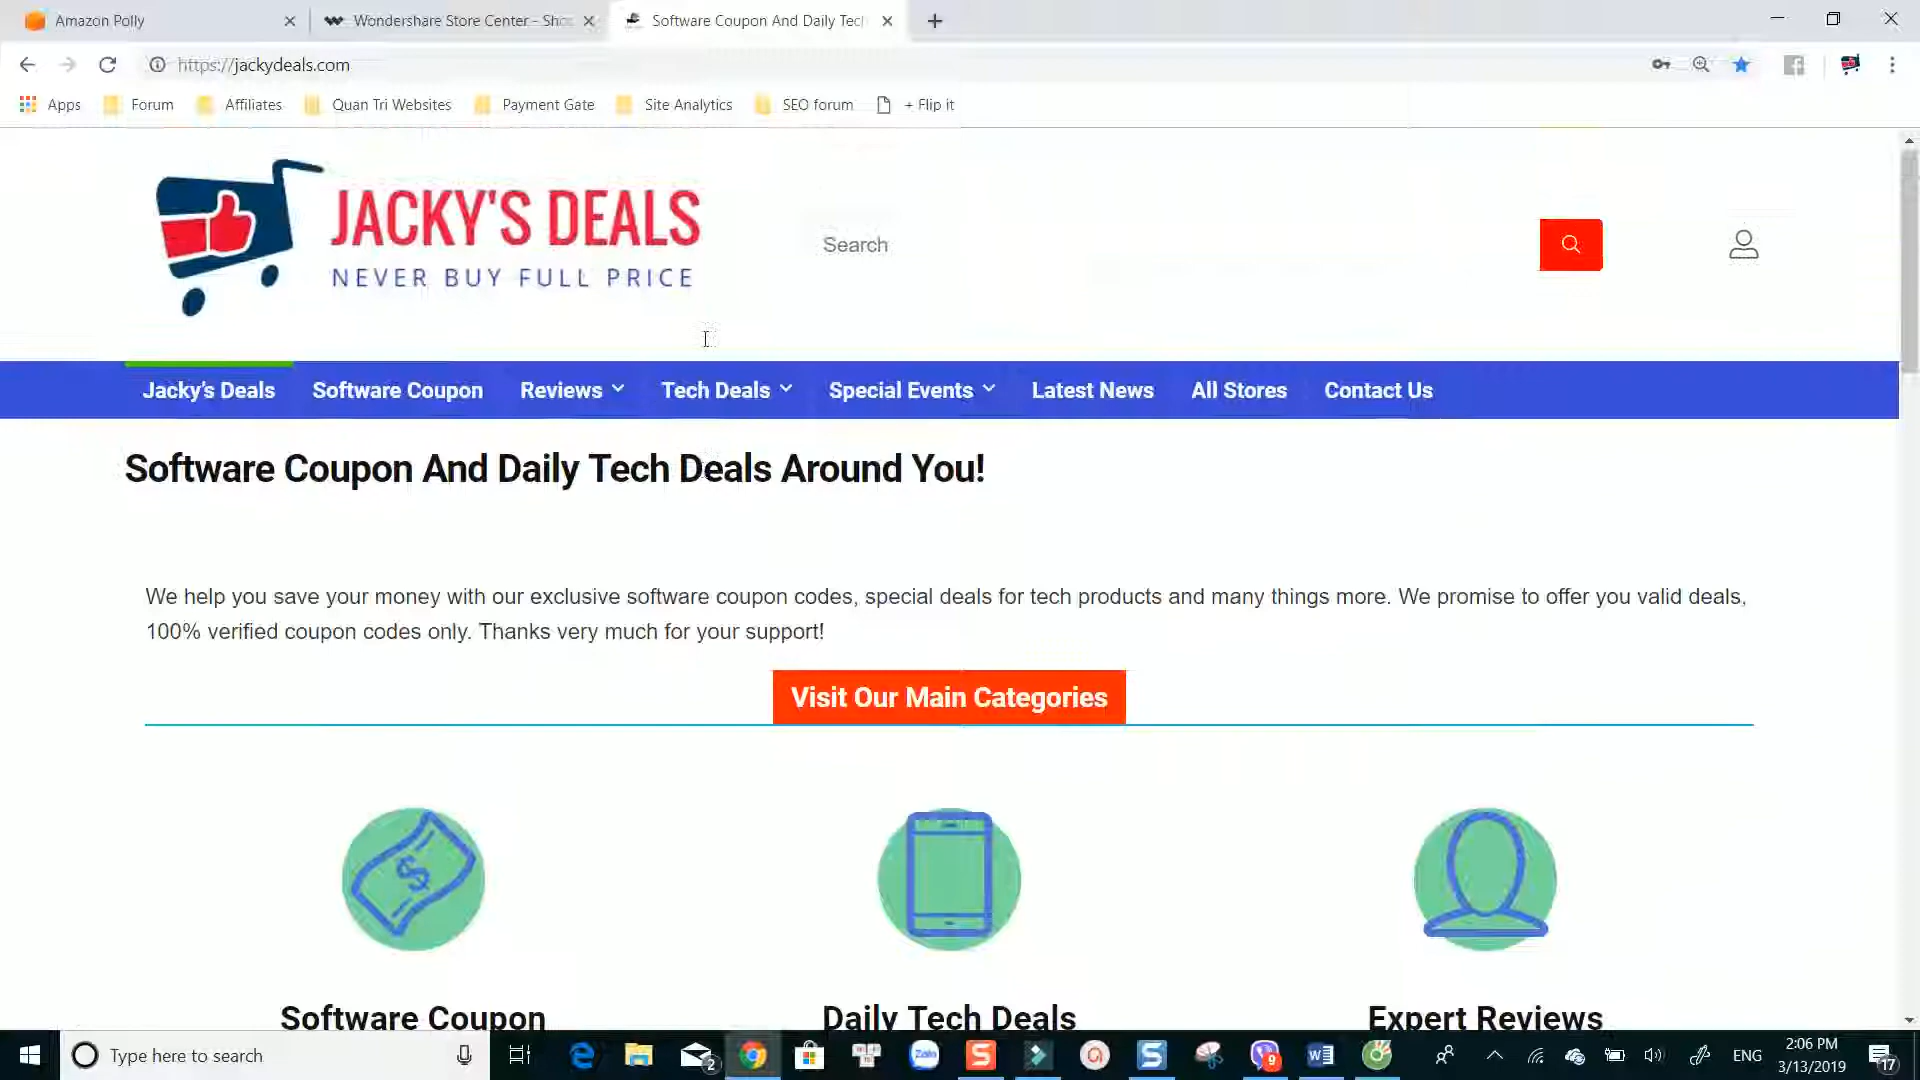 Amazon Polly
Wondershare Store Center - Sho
Software Coupon And Daily Tech
https://jackydeals.com
Apps
Forum
Affiliates
Quan Tri Websites
Payment Gate
Site Analytics
SEO forum
+ Flip it
JACKY'S DEALS
NEVER BUY FULL PRICE
Search
Jacky's Deals
Software Coupon
Reviews
Tech Deals
Special Events
Latest News
All Stores
Contact Us
Software Coupon And Daily Tech Deals Around You!
We help you save your money with our exclusive software coupon codes, special deals for tech products and many things more. We promise to offer you valid deals,
100% verified coupon codes only. Thanks very much for your support!
Visit Our Main Categories
$
Software Coupon
Daily Tech Deals
Expert Reviews
Type here to search
2
Zalo
S
S
9
W
ENG
2:06 PM
3/13/2019
17